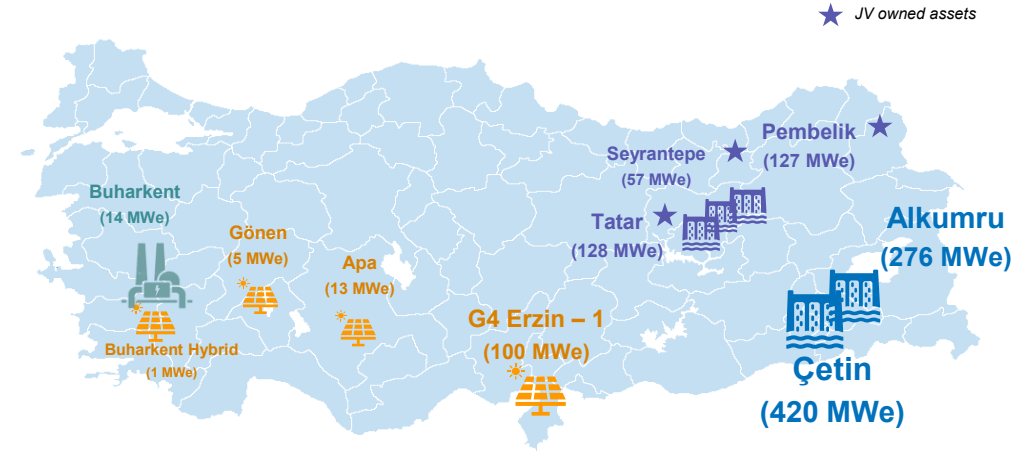 JV owned assets
Pembelik
(127 MWe)
Seyrantepe
(57 MWe)
Buharkent
(14 MWe)
Tatar
(128 MWe)
Alkumru
(276 MWe)
Gönen
(5 MWe)
Apa
(13 MWe)
G4 Erzin – 1
(100 MWe)
Buharkent Hybrid
(1 MWe)
Çetin
(420 MWe)